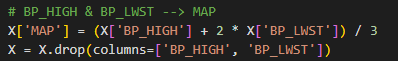 # BP_HIGH & BP_LWST --> MAP
X['MAP'] = (X['BP_HIGH'] + 2 * X['BP_LWST']) / 3
X = X.drop(columns=['BP_HIGH', 'BP_LWST'])